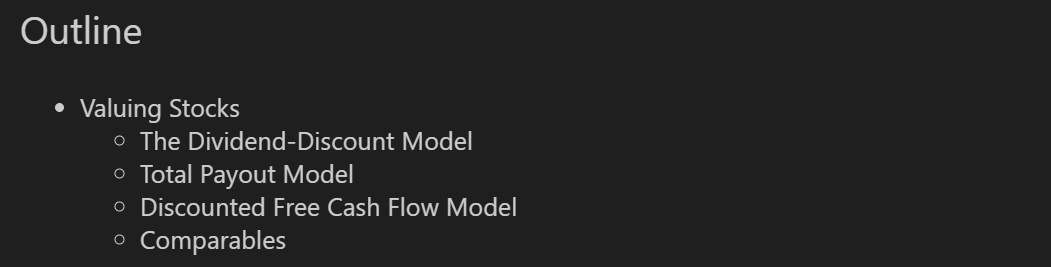 Outline
Valuing Stocks
The Dividend-Discount Model
Total Payout Model
Discounted Free Cash Flow Model
Comparables